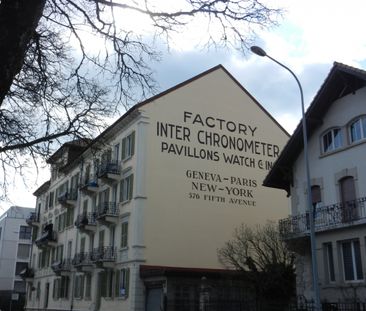 FACTORY
INTER CHRONOMETER
PAVILLONS WATCH C° INC
GENEVA - PARIS
NEW-YORK
576 FIFTH AVENUE